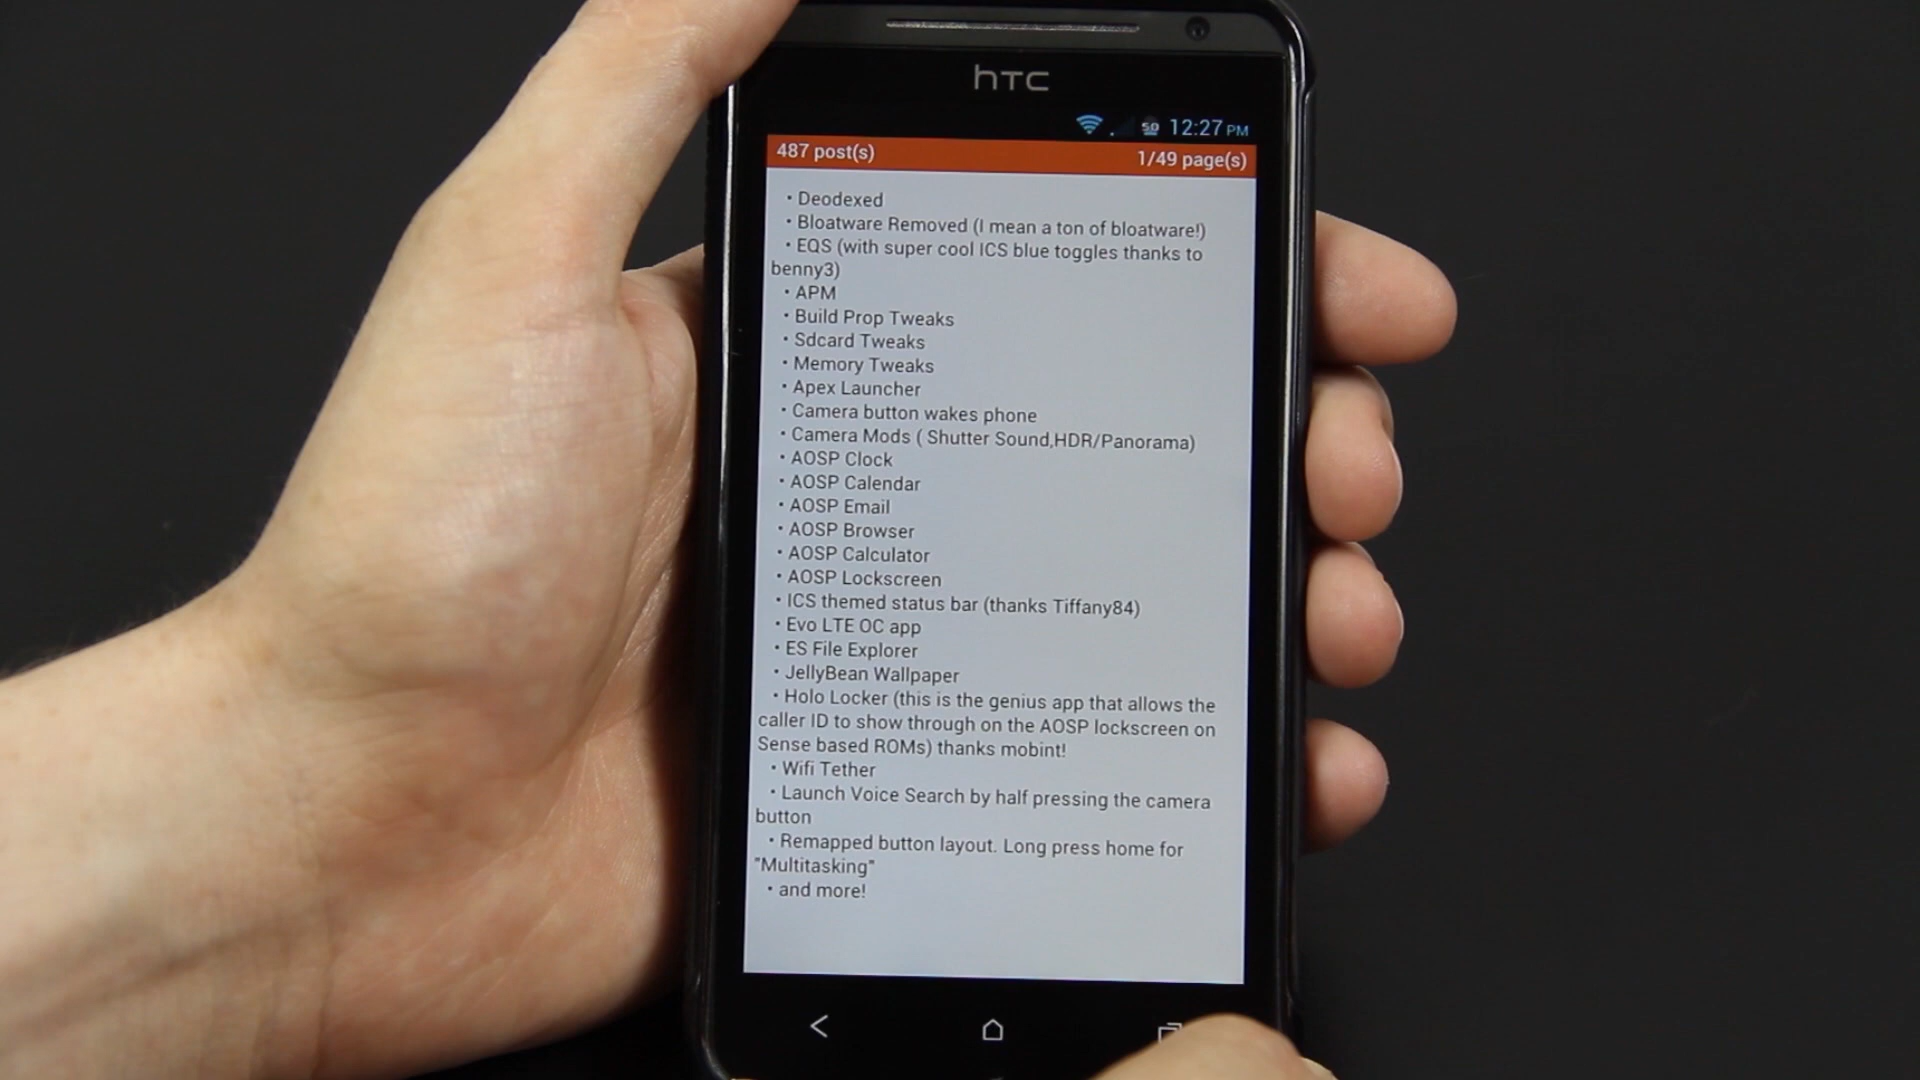 hTC
50 12:27 PM
487 post(s) 1/49 page(s)
• Deodexed
• Bloatware Removed (I mean a ton of bloatware!)
• EQS (with super cool ICS blue toggles thanks to
benny3)
• APM
• Build Prop Tweaks
• Sdcard Tweaks
• Memory Tweaks
• Apex Launcher
• Camera button wakes phone
• Camera Mods ( Shutter Sound,HDR/Panorama)
• AOSP Clock
• AOSP Calendar
• AOSP Email
• AOSP Browser
• AOSP Calculator
• AOSP Lockscreen
• ICS themed status bar (thanks Tiffany84)
• Evo LTE OC app
• ES File Explorer
• JellyBean Wallpaper
• Holo Locker (this is the genius app that allows the
caller ID to show through on the AOSP lockscreen on
Sense based ROMs) thanks mobint!
• Wifi Tether
• Launch Voice Search by half pressing the camera
button
• Remapped button layout. Long press home for
"Multitasking"
• and more!